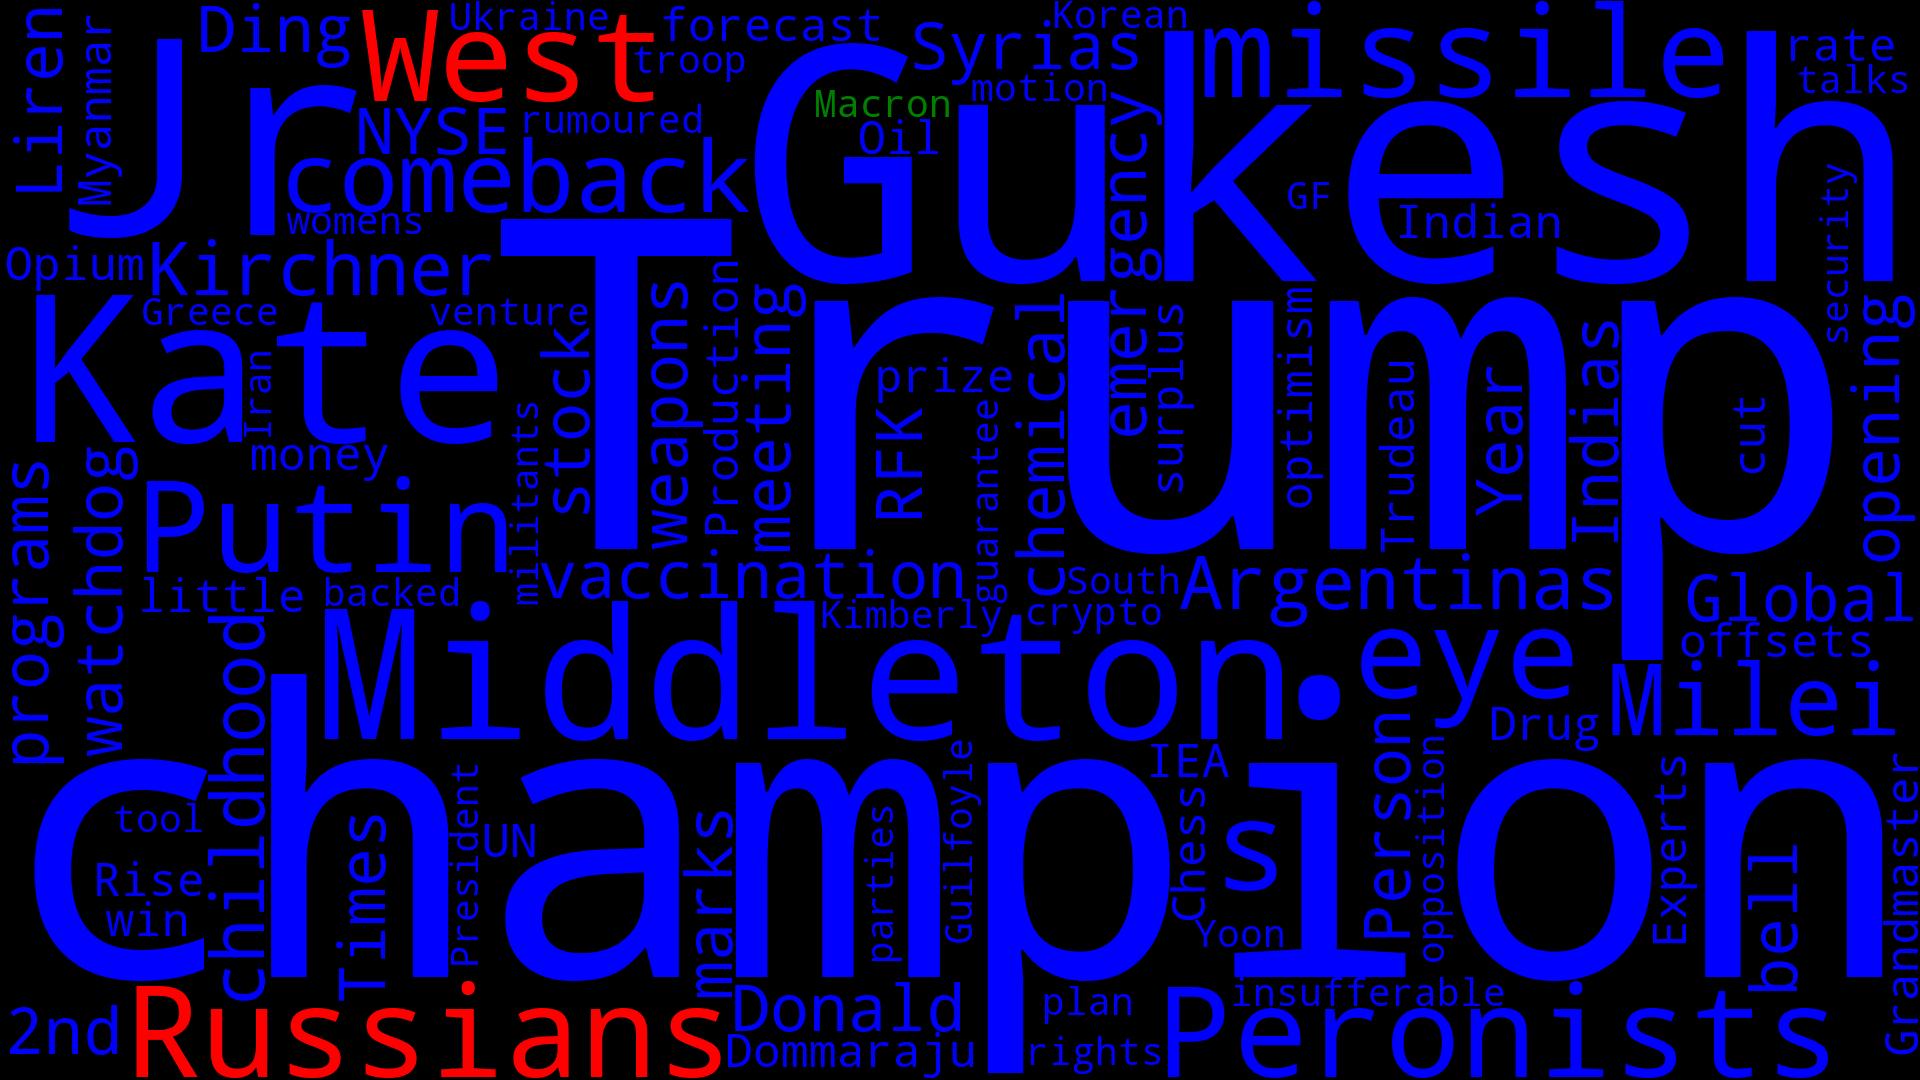 Liren
Myanmar
Jr
Ding
West
Ukraine
forecast
troop
NYSE
rumoured
comeback
womens
Gukesh
Macron
Oil
Syrias
Korean
motion
missile
rate
talks
GF
Indian
security
Opium
Kirchner
Greece
venture
Kate
Iran
money
Trump
stock
weapons
Production
meeting
prize
RFK
guarantee
chemical
emergency
surplus
optimism
Trudeau
Year
Indias
cut
opening
programs
watchdog
Putin
militants
little
backed
vaccination
Kimberly
South
crypto
Argentinas
Global
offsets
Middleton
eye
Drug
Milei
champion
childhood
tool
Rise
win
Times
President
UN
marks
parties
Guilfoyle
IEA
Chess
s
Yoon
Person
opposition
Experts
bell
Grandmaster
2nd
Russians
Donald
Dommaraju
plan
rights
Peronists
insufferable